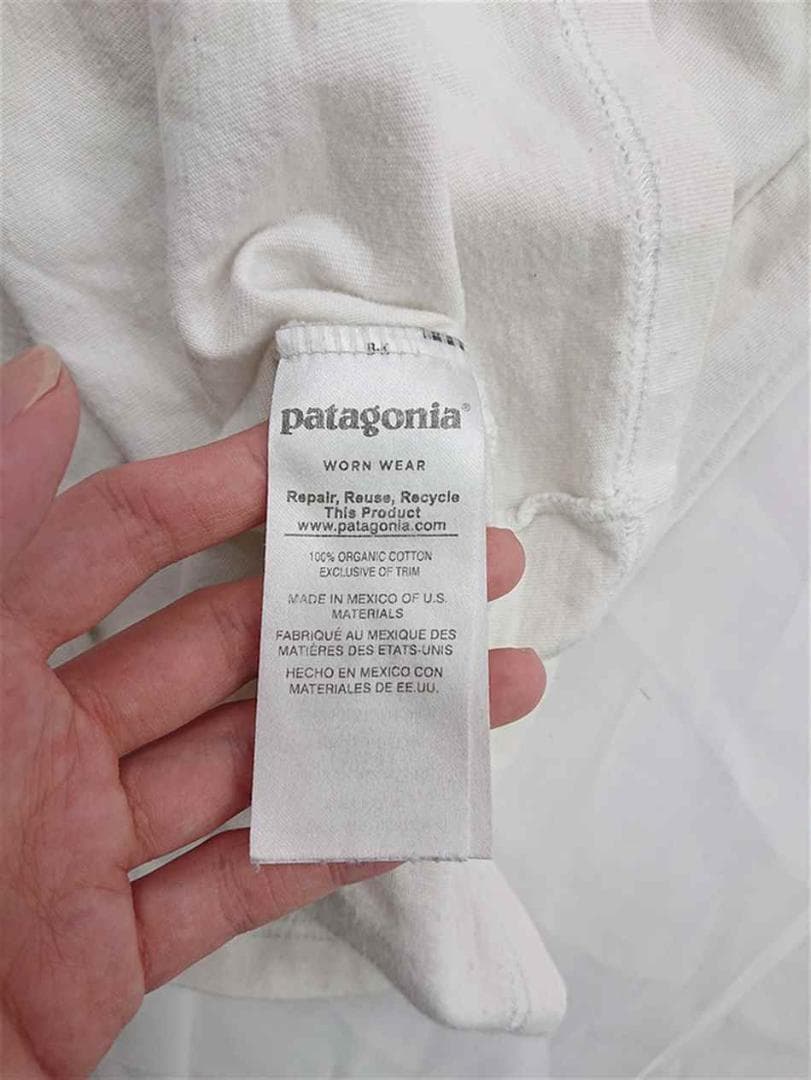 patagonia®
WORN WEAR
Repair, Reuse, Recycle
This Product
www.patagonia.com
100% ORGANIC COTTON
EXCLUSIVE OF TRIM
MADE IN MEXICO OF U.S.
MATERIALS
FABRIQUÉ AU MEXIQUE DES
MATIÈRES DES ETATS-UNIS
HECHO EN MEXICO CON
MATERIALES DE EE.UU.